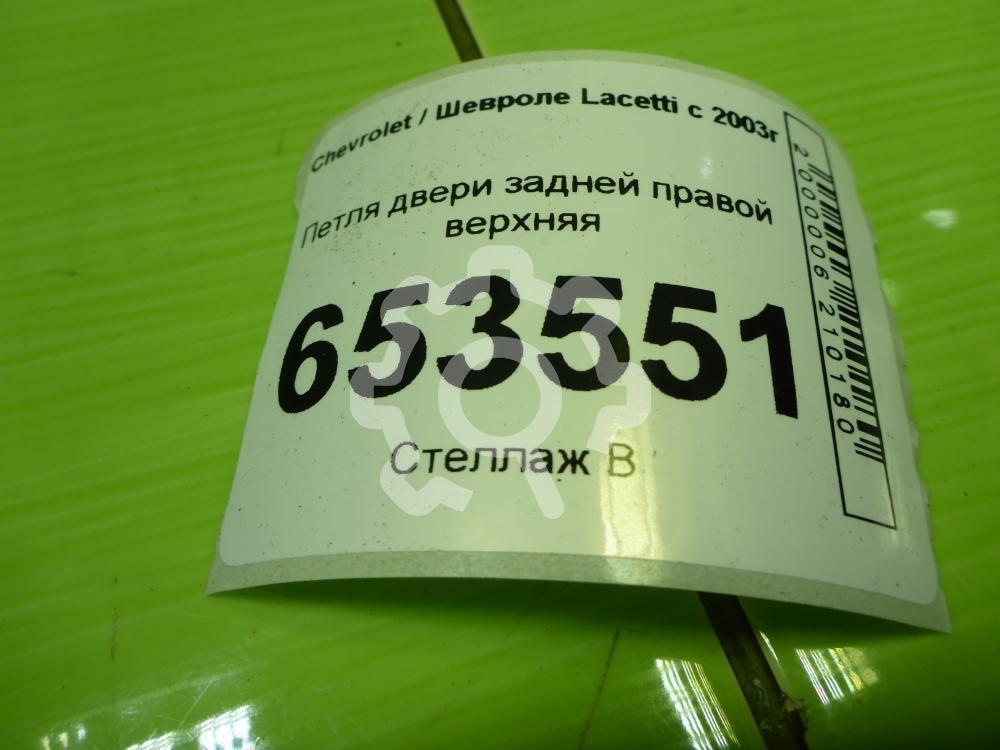 Chevrolet / Шевроле Lacetti с 2003г
Петля двери задней правой
верхняя
653551
Стеллаж В
2000006210180